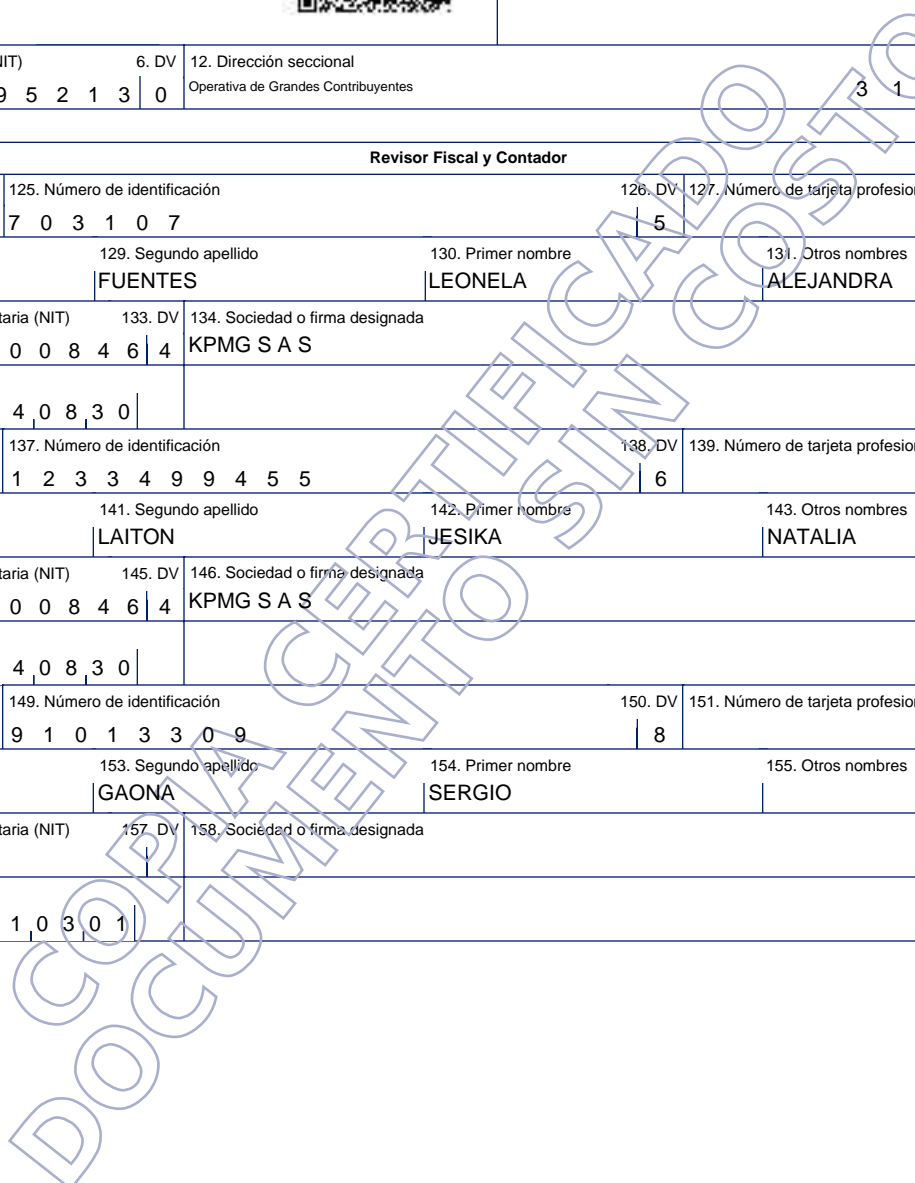 NIT) 6. DV 12. Dirección seccional
9 5 2 1 3 0 Operativa de Grandes Contribuyentes 3 1
Revisor Fiscal y Contador
125. Número de identificación 126. DV 127. Número de tarjeta profesion
7 0 3 1 0 7 5
129. Segundo apellido 130. Primer nombre 131. Otros nombres
FUENTES LEONELA ALEJANDRA
taria (NIT) 133. DV 134. Sociedad o firma designada
0 0 8 4 6 4 KPMG S A S
4 0 8 3 0
137. Número de identificación 138. DV 139. Número de tarjeta profesion
1 2 3 3 4 9 9 4 5 5 6
141. Segundo apellido 142. Primer nombre 143. Otros nombres
LAITON JESIKA NATALIA
taria (NIT) 145. DV 146. Sociedad o firma designada
0 0 8 4 6 4 KPMG S A S
4 0 8 3 0
149. Número de identificación 150. DV 151. Número de tarjeta profesion
9 1 0 1 3 3 0 9 8
153. Segundo apellido 154. Primer nombre 155. Otros nombres
GAONA SERGIO
taria (NIT) 157. DV 158. Sociedad o firma designada
1 0 3 0 1
COPIA CERTIFICADO
DOCUMENTO SIN COSTO